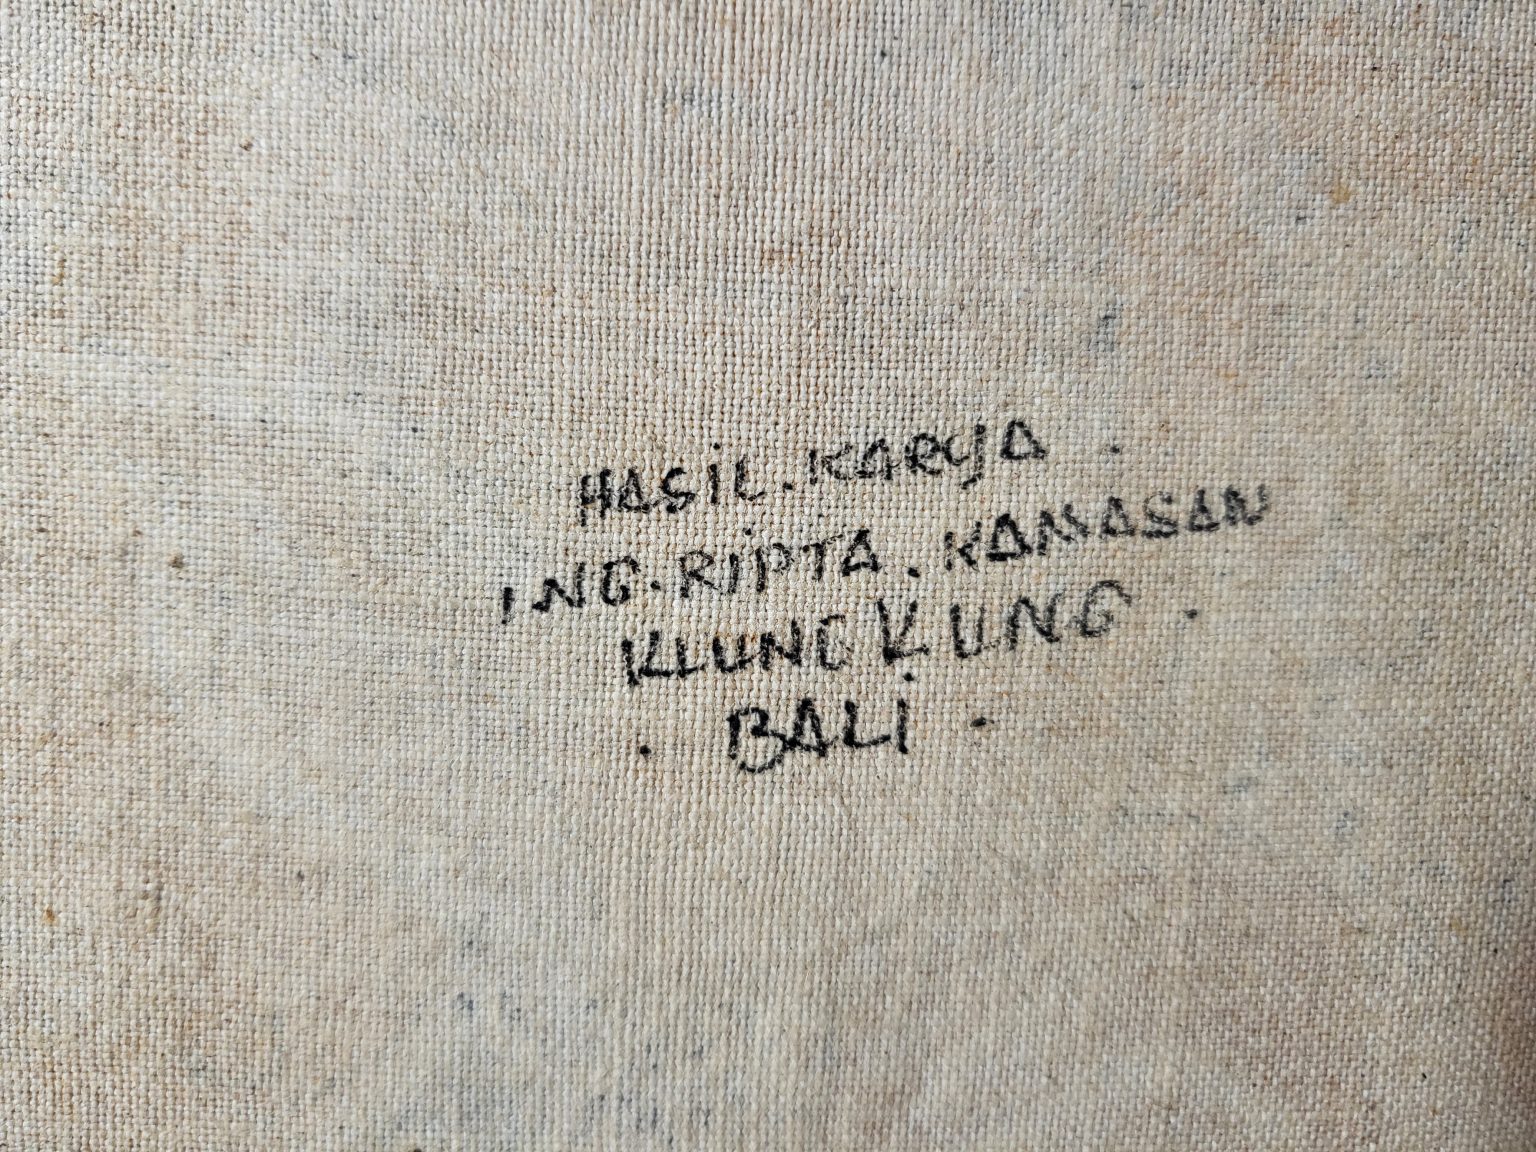 HASIL. KARYA.
I NG. RIPTA. KAMASAN
KLUNGKUNG.
. BALI.